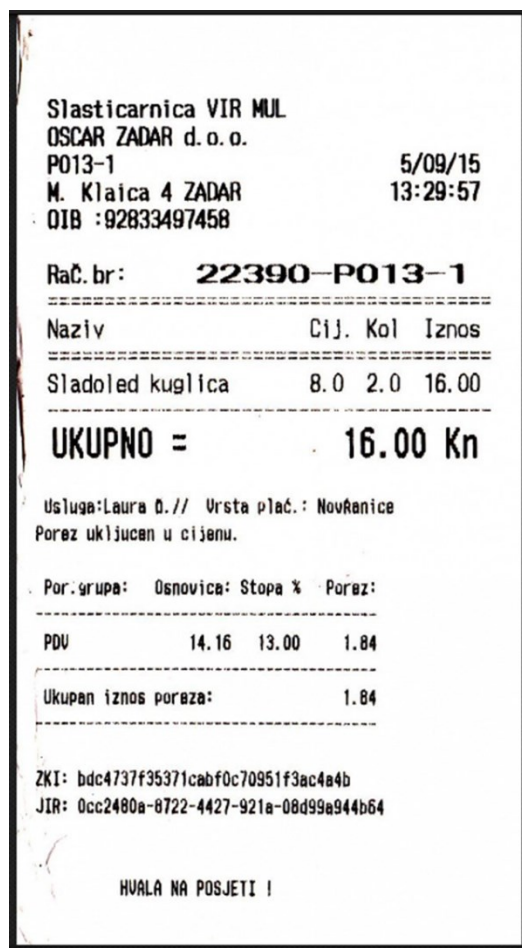 Slasticarnica VIR MUL
OSCAR ZADAR d.o.o.
P013-1 5/09/15
M. Klaica 4 ZADAR 13:29:57
OIB :92833497458
Rač.br: 22390-P013-1
Naziv Cij. Kol Iznos
Sladoled kuglica 8.0 2.0 16.00
UKUPNO = 16.00 Kn
Usluga:Laura // Vrsta plać.: Novčanice
Porez ukljucen u cijenu.
Por.grupa: Osnovica: Stopa % Porez:
PDV 14.16 13.00 1.84
Ukupan iznos poreza: 1.84
ZKI: bdc4737f35371cabf0c70951f3ac4a4b
JIR: 0cc2480a-8722-4427-921a-08d99a944b64
HVALA NA POSJETI !